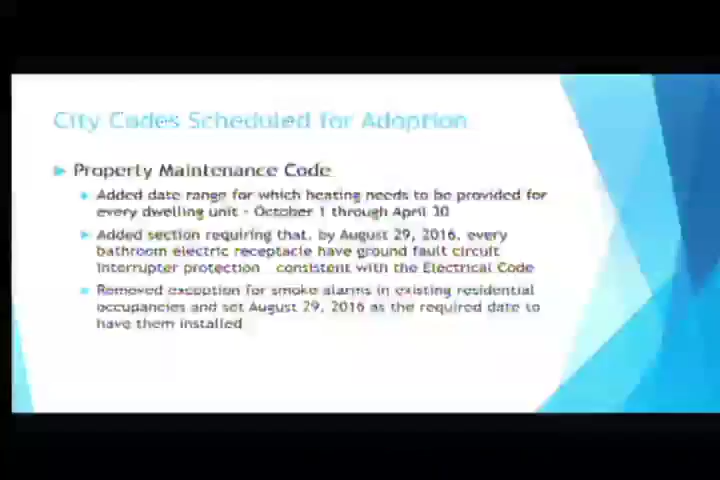 City Codes Scheduled for Adoption
Property Maintenance Code
Added date range for which heating needs to be provided for
every dwelling unit - October 1 through April 30
Added section requiring that, by August 29, 2016, every
bathroom electric receptacle have ground fault circuit
interrupter protection consistent with the Electrical Code
Removed exception for smoke alarms in existing residential
occupancies and set August 29, 2016 as the required date to
have them installed